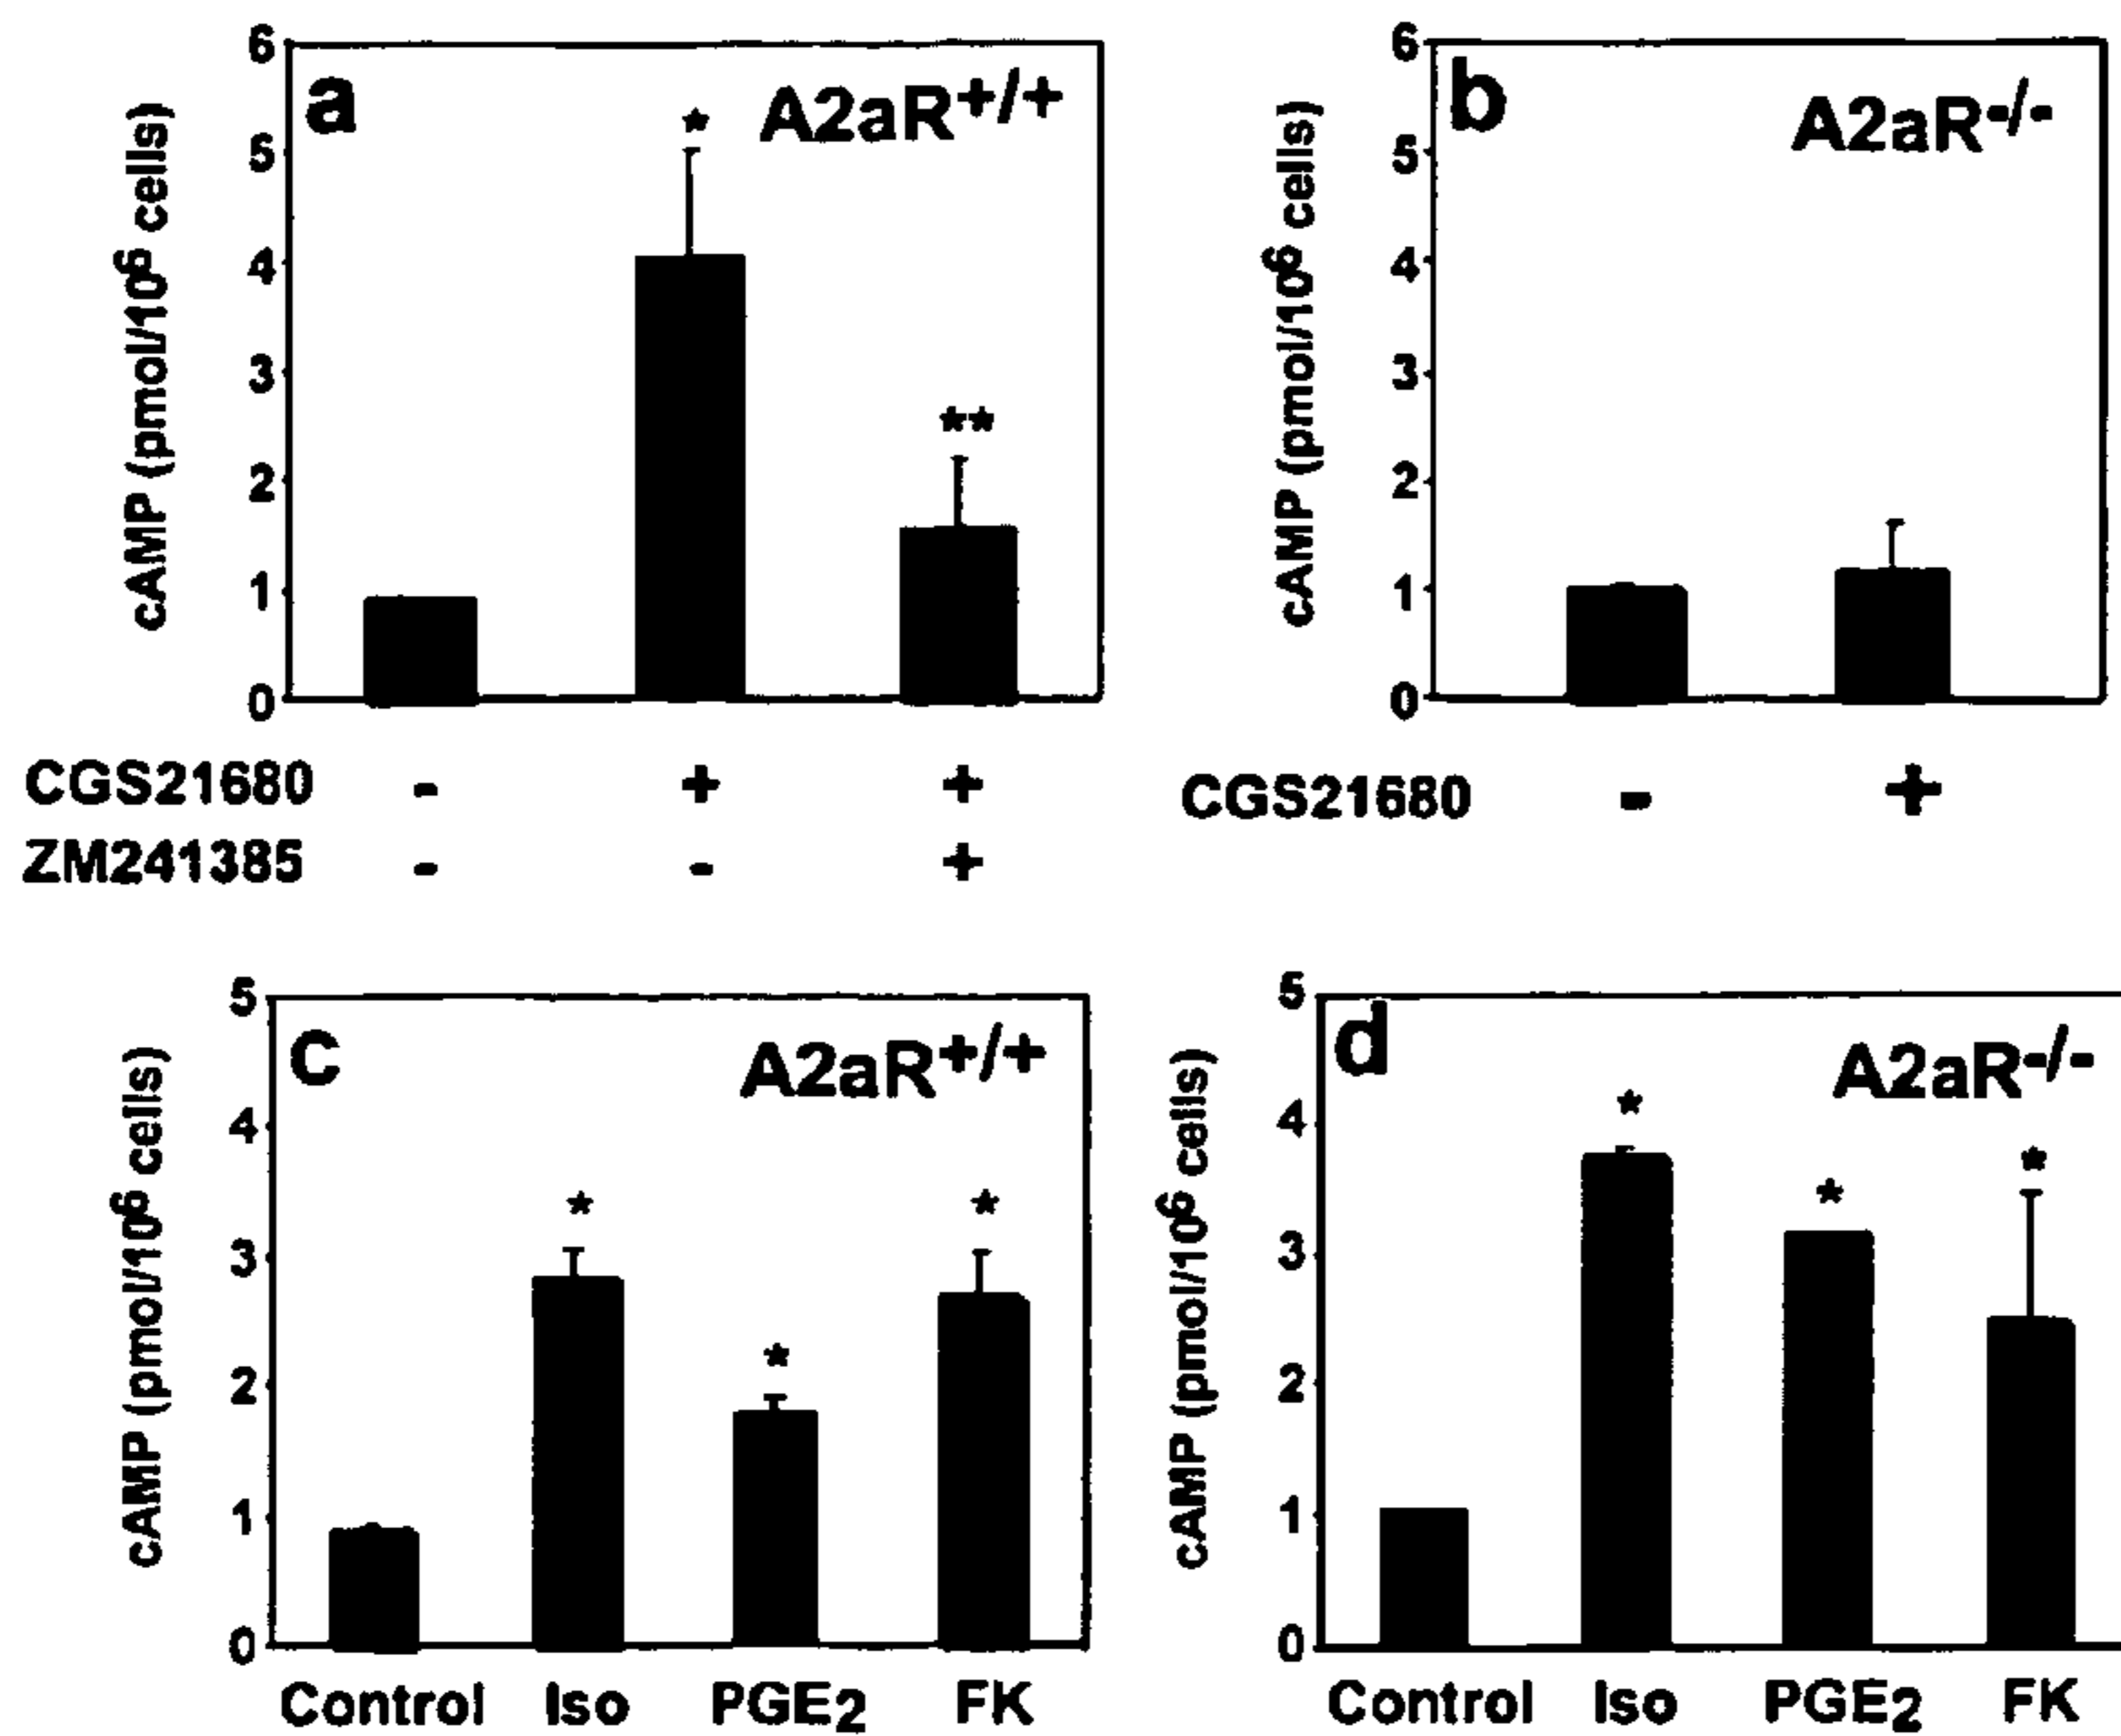 a
A2aR+/+
*
**
cAMP (pmol/10⁶ cells)
6
5
4
3
2
1
0
CGS21680 - + +
ZM241385 - - +
b
A2aR-/-
cAMP (pmol/10⁶ cells)
6
5
4
3
2
1
0
CGS21680 - +
c
A2aR+/+
* * *
cAMP (pmol/10⁶ cells)
5
4
3
2
1
0
Control Iso PGE2 FK
d
A2aR-/-
* * *
cAMP (pmol/10⁶ cells)
5
4
3
2
1
0
Control Iso PGE2 FK